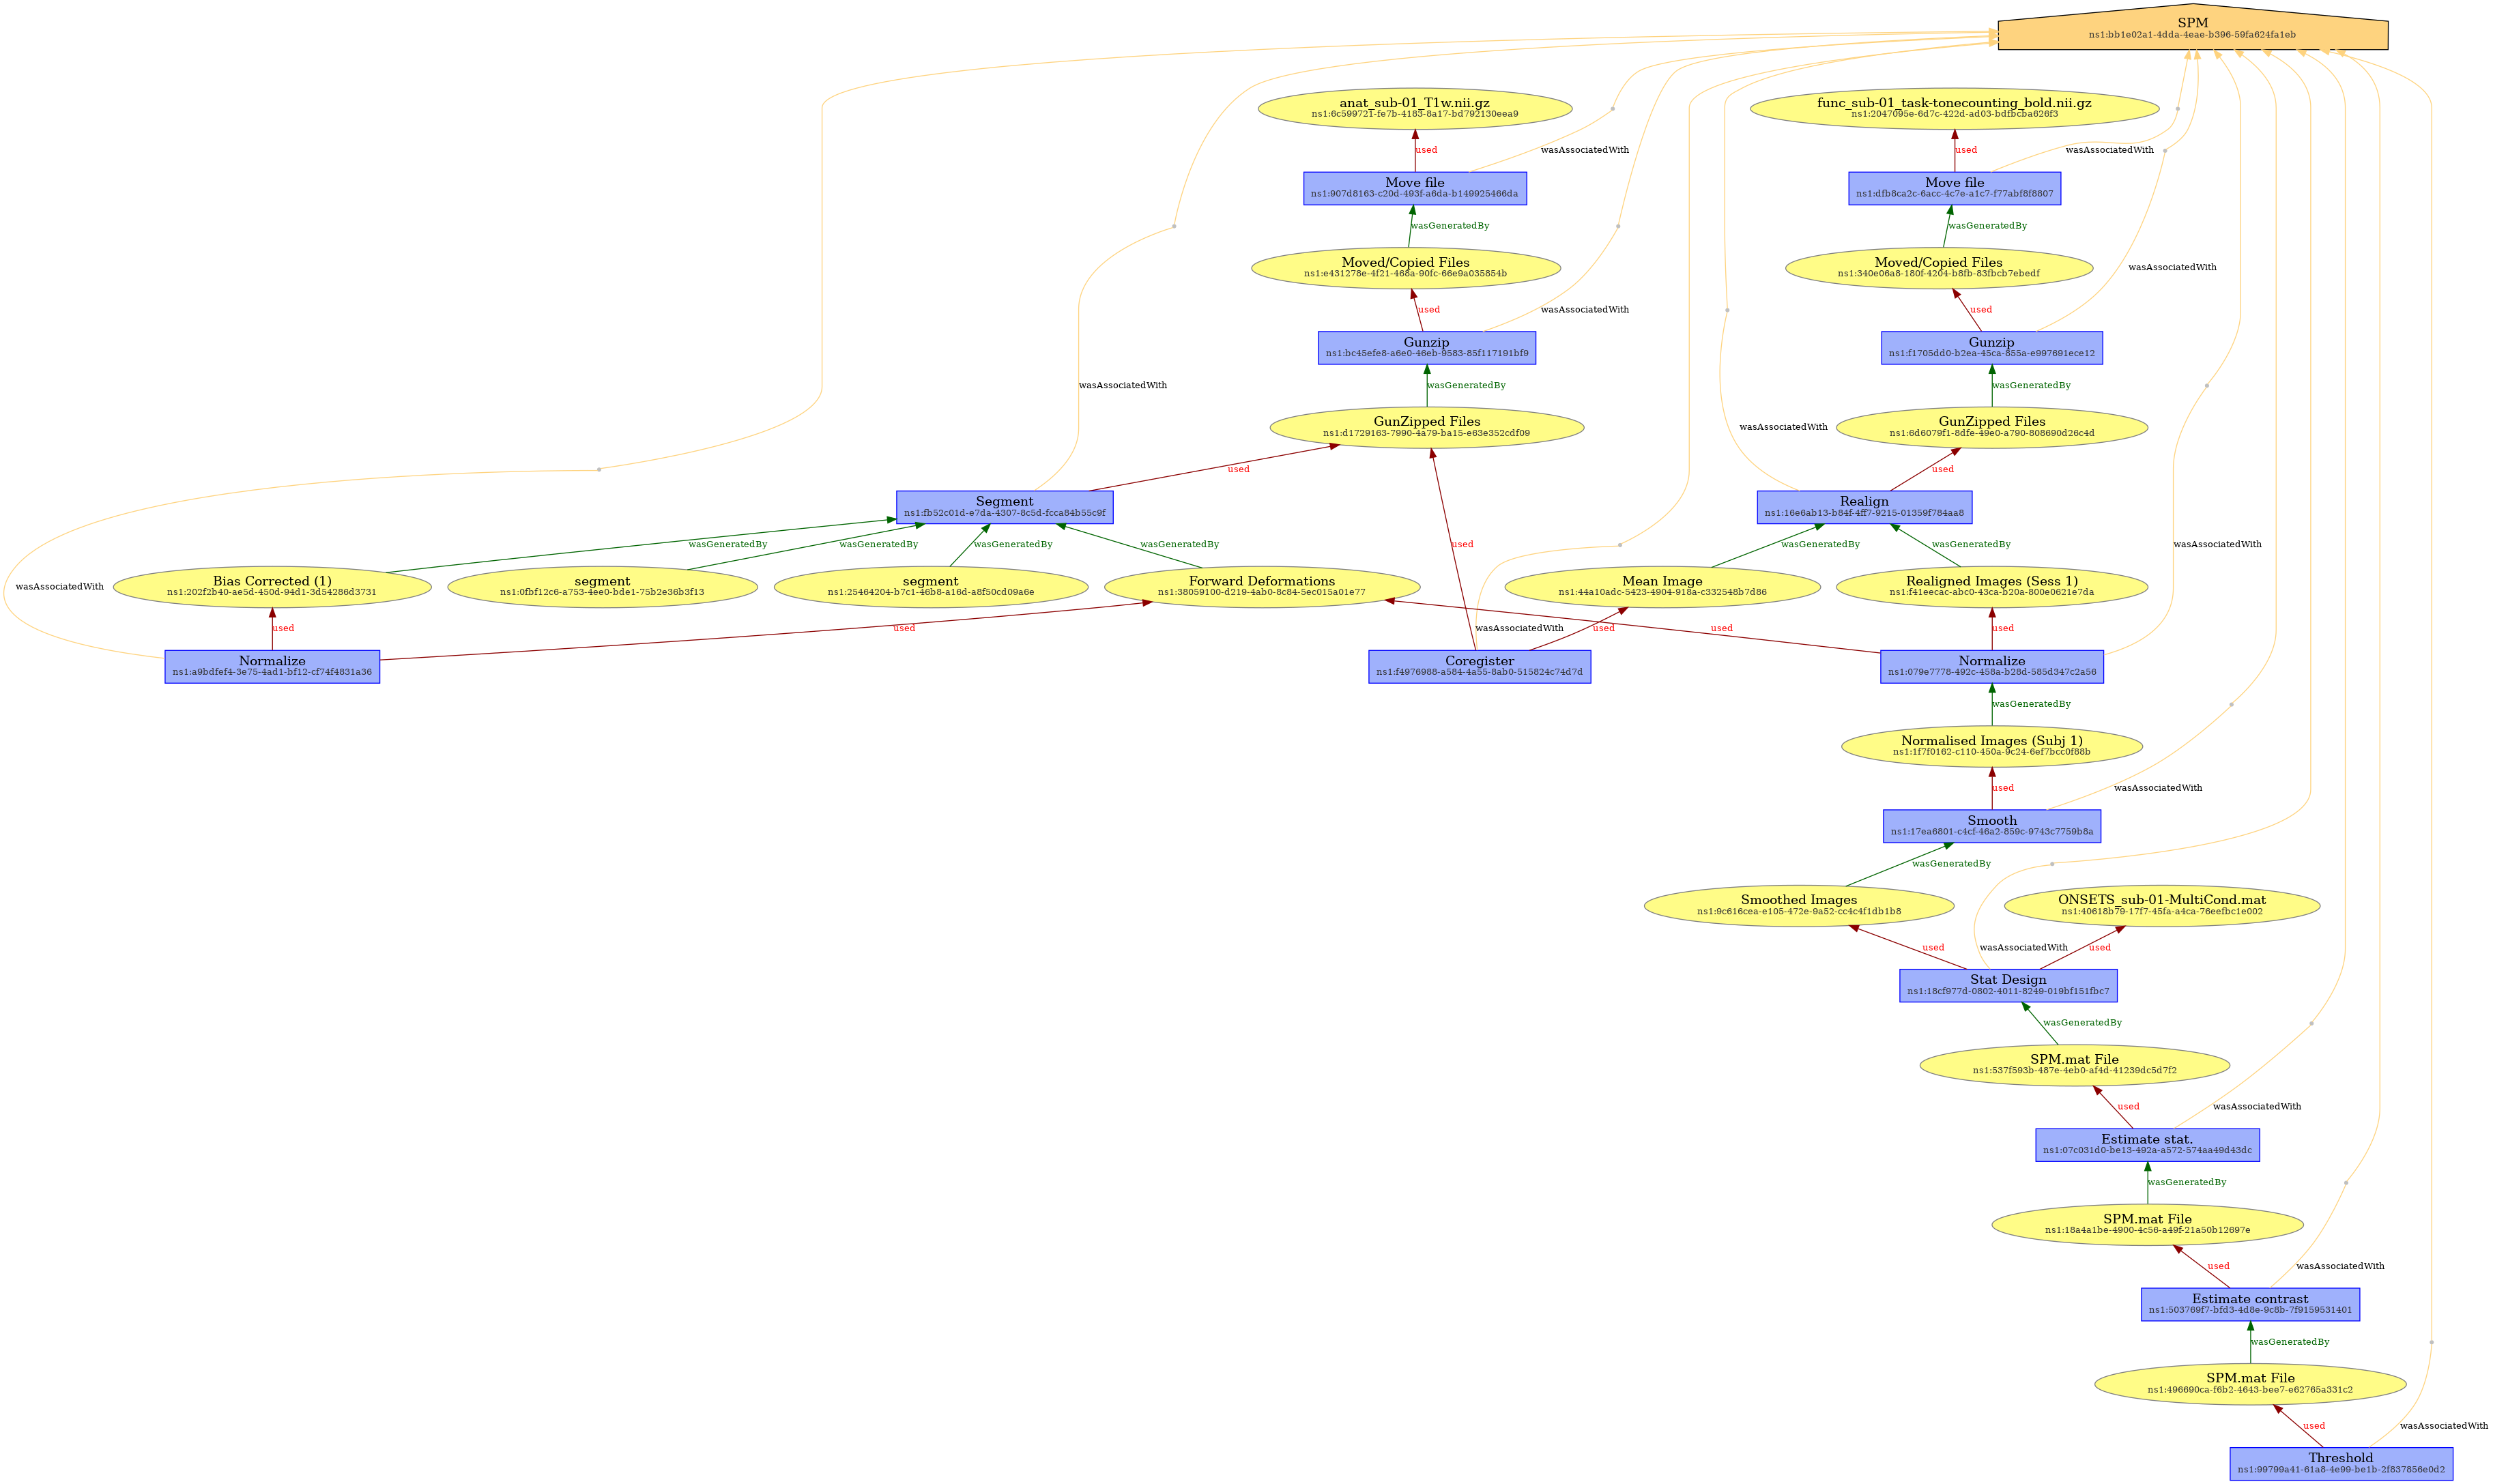 SPM
ns1:bb1e02a1-4dda-4eae-b396-59fa624fa1eb
anat_sub-01_T1w.nii.gz
ns1:6c599721-fe7b-4183-8a17-bd792130eea9
func_sub-01_task-tonecounting_bold.nii.gz
ns1:2047095e-6d7c-422d-ad03-bdfbcba626f3
used
wasAssociatedWith
used
wasAssociatedWith
Move file
ns1:907d8163-c20d-493f-a6da-b149925466da
Move file
ns1:dfb8ca2c-6acc-4c7e-a1c7-f77abf8f8807
wasGeneratedBy
wasGeneratedBy
Moved/Copied Files
ns1:e431278e-4f21-468a-90fc-66e9a035854b
Moved/Copied Files
ns1:340e06a8-180f-4204-b8fb-83fbcb7ebedf
wasAssociatedWith
used
wasAssociatedWith
used
Gunzip
ns1:bc45efe8-a6e0-46eb-9583-85f117191bf9
Gunzip
ns1:f1705dd0-b2ea-45ca-855a-e997691ece12
wasAssociatedWith
wasGeneratedBy
wasGeneratedBy
GunZipped Files
ns1:d1729163-7990-4a79-ba15-e63e352cdf09
wasAssociatedWith
GunZipped Files
ns1:6d6079f1-8dfe-49e0-a790-808690d26c4d
used
used
Segment
ns1:fb52c01d-e7da-4307-8c5d-fcca84b55c9f
Realign
ns1:16e6ab13-b84f-4ff7-9215-01359f784aa8
wasGeneratedBy
wasGeneratedBy
wasGeneratedBy
wasGeneratedBy
used
wasGeneratedBy
wasGeneratedBy
wasAssociatedWith
wasAssociatedWith
Bias Corrected (1)
ns1:202f2b40-ae5d-450d-94d1-3d54286d3731
segment
ns1:0fbf12c6-a753-4ee0-bde1-75b2e36b3f13
segment
ns1:25464204-b7c1-46b8-a16d-a8f50cd09a6e
Forward Deformations
ns1:38059100-d219-4ab0-8c84-5ec015a01e77
Mean Image
ns1:44a10adc-5423-4904-918a-c332548b7d86
Realigned Images (Sess 1)
ns1:f41eecac-abc0-43ca-b20a-800e0621e7da
used
used
wasAssociatedWith
used
used
used
Normalize
ns1:a9bdfef4-3e75-4ad1-bf12-cf74f4831a36
Coregister
ns1:f4976988-a584-4a55-8ab0-515824c74d7d
Normalize
ns1:079e7778-492c-458a-b28d-585d347c2a56
wasGeneratedBy
Normalised Images (Subj 1)
ns1:1f7f0162-c110-450a-9c24-6ef7bcc0f88b
used
wasAssociatedWith
Smooth
ns1:17ea6801-c4cf-46a2-859c-9743c7759b8a
wasGeneratedBy
Smoothed Images
ns1:9c616cea-e105-472e-9a52-cc4c4f1db1b8
ONSETS_sub-01-MultiCond.mat
ns1:40618b79-17f7-45fa-a4ca-76eefbc1e002
used
wasAssociatedWith
used
Stat Design
ns1:18cf977d-0802-4011-8249-019bf151fbc7
wasGeneratedBy
SPM.mat File
ns1:537f593b-487e-4eb0-af4d-41239dc5d7f2
used
wasAssociatedWith
Estimate stat.
ns1:07c031d0-be13-492a-a572-574aa49d43dc
wasGeneratedBy
SPM.mat File
ns1:18a4a1be-4900-4c56-a49f-21a50b12697e
used
wasAssociatedWith
Estimate contrast
ns1:503769f7-bfd3-4d8e-9c8b-7f9159531401
wasGeneratedBy
SPM.mat File
ns1:496690ca-f6b2-4643-bee7-e62765a331c2
used
wasAssociatedWith
Threshold
ns1:99799a41-61a8-4e99-be1b-2f837856e0d2